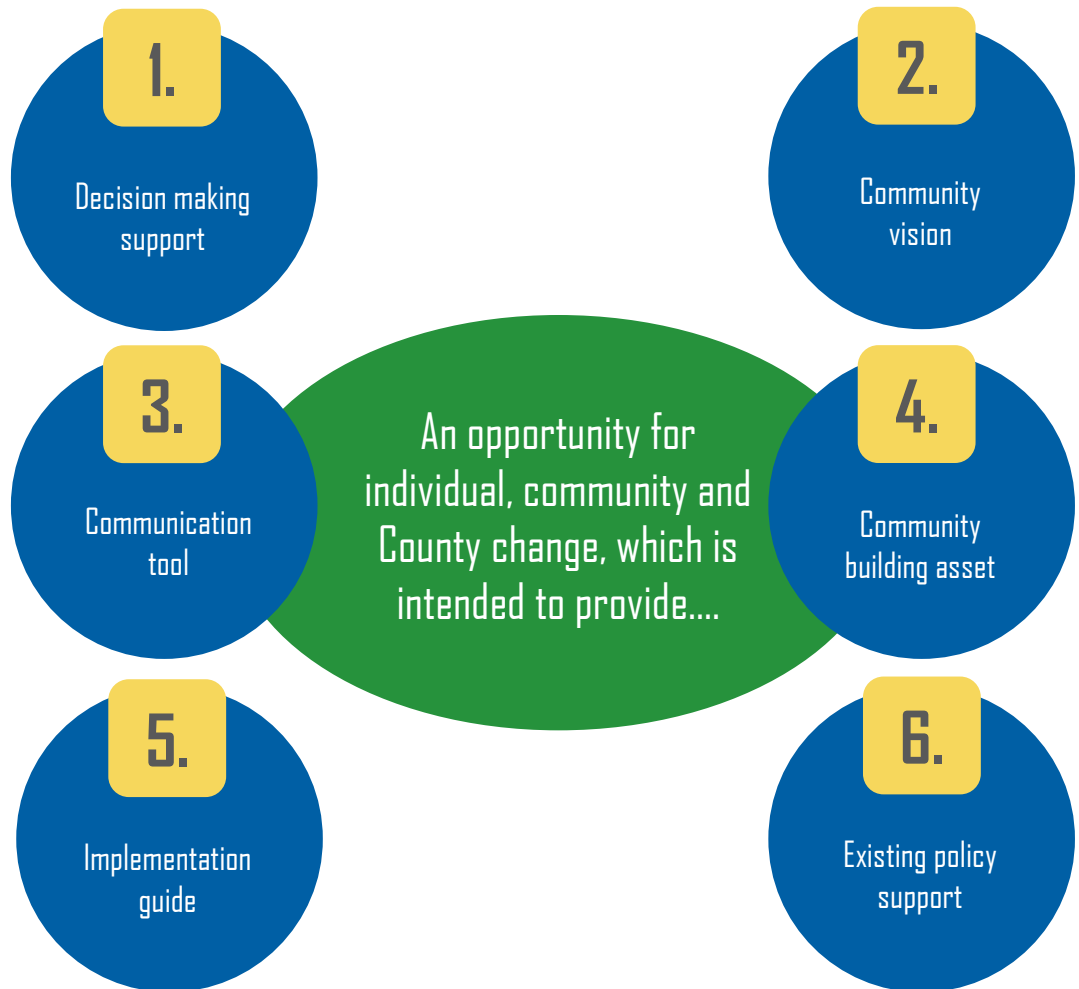 1.
Decision making
support
2.
Community
vision
3.
Communication
tool
An opportunity for
individual, community and
County change, which is
intended to provide....
4.
Community
building asset
5.
Implementation
guide
6.
Existing policy
support